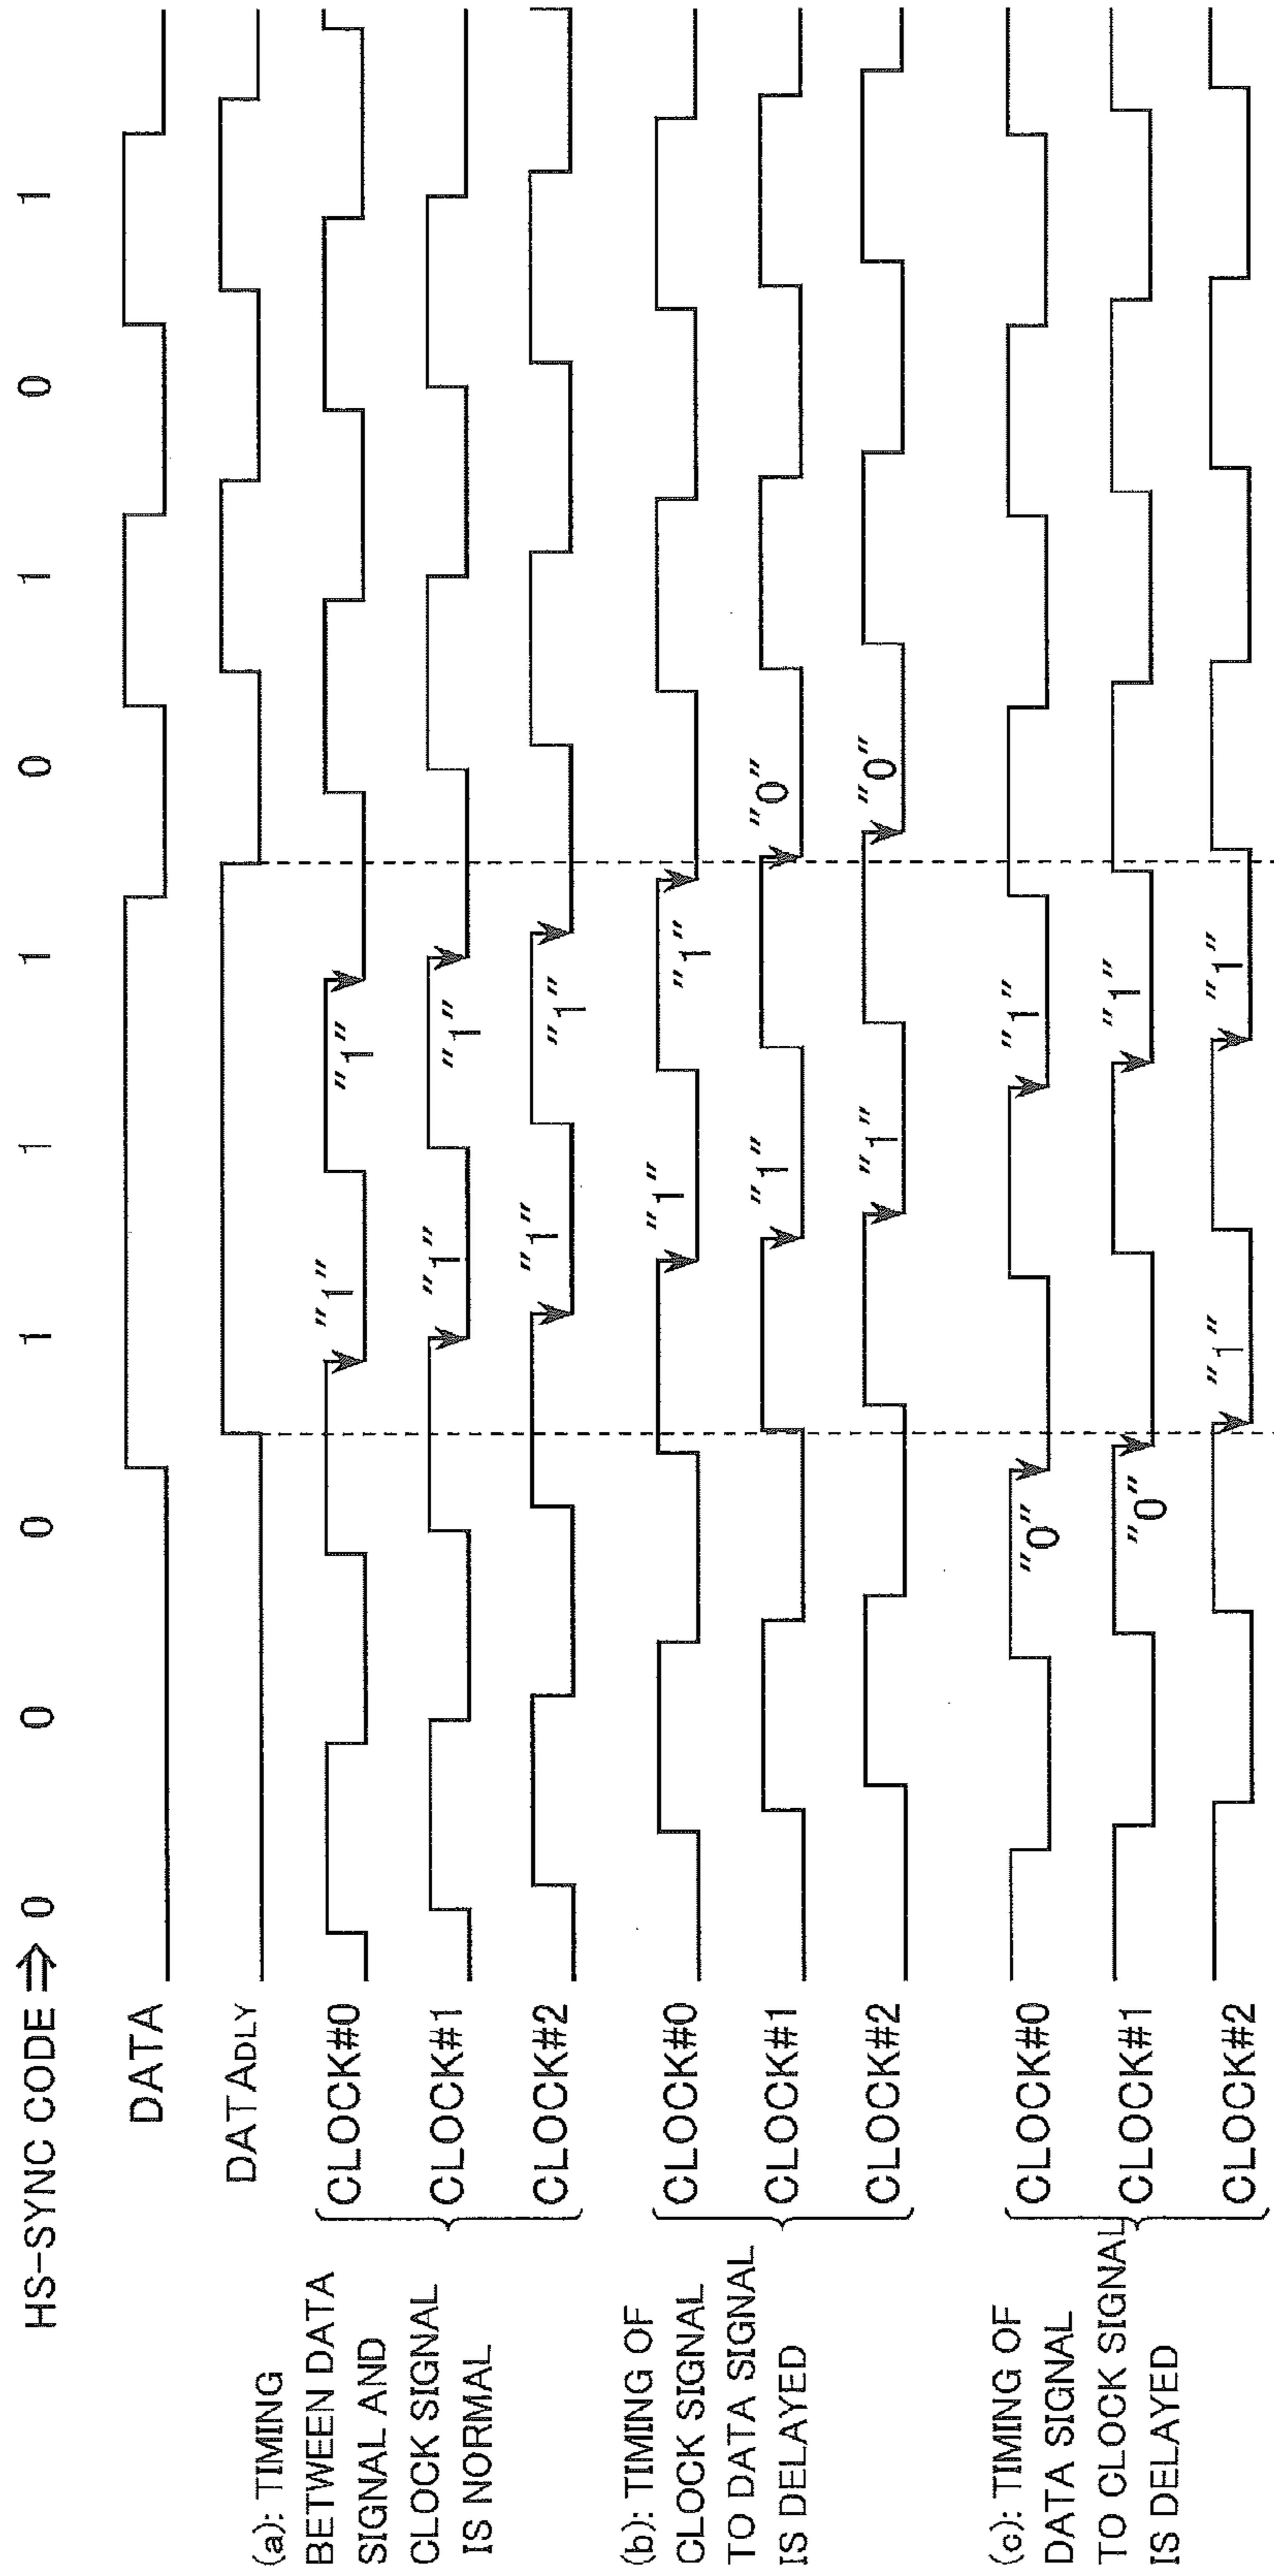 HS-SYNC CODE ⇒ 0 0 0 1 1 1 0 1 0 1
DATA
DATADLY
(a): TIMING
BETWEEN DATA
SIGNAL AND
CLOCK SIGNAL
IS NORMAL
CLOCK#0
"1" "1"
CLOCK#1
"1" "1"
CLOCK#2
"1" "1"
(b): TIMING OF
CLOCK SIGNAL
TO DATA SIGNAL
IS DELAYED
CLOCK#0
"1" "1"
CLOCK#1
"1" "0"
CLOCK#2
"1" "0"
(c): TIMING OF
DATA SIGNAL
TO CLOCK SIGNAL
IS DELAYED
CLOCK#0
"0" "1"
CLOCK#1
"0" "1"
CLOCK#2
"1" "1"